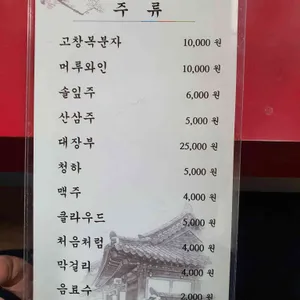 주 류
고창복분자 10,000 원
머루와인 10,000 원
솔잎주 6,000 원
산삼주 5,000 원
대장부 25,000 원
청하 5,000 원
맥주 4,000 원
클라우드 5,000 원
처음처럼 4,000 원
막걸리 4,000 원
음료수 2,000 원